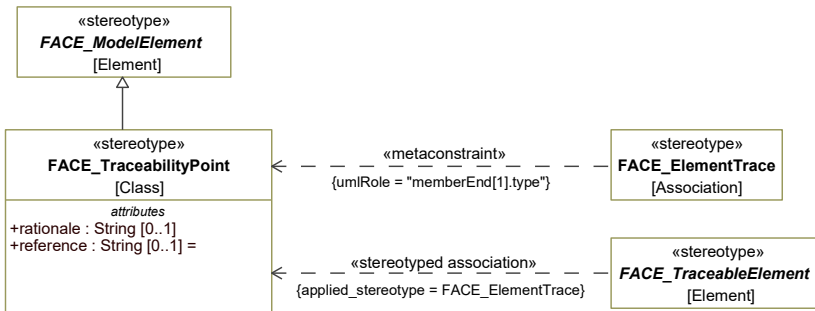 «stereotype»
FACE_ModelElement
[Element]
«stereotype»
FACE_TraceabilityPoint
[Class]
attributes
+rationale : String [0..1]
+reference : String [0..1] =
«metaconstraint»
{umlRole = "memberEnd[1].type"}
«stereotype»
FACE_ElementTrace
[Association]
«stereotyped association»
{applied_stereotype = FACE_ElementTrace}
«stereotype»
FACE_TraceableElement
[Element]